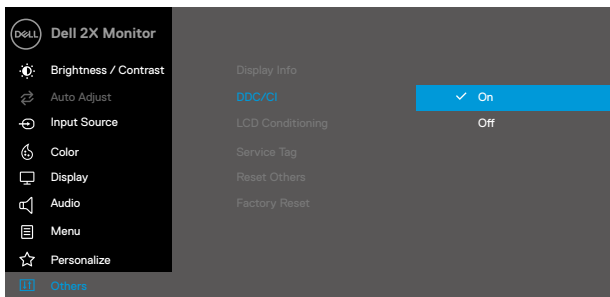 DELL
Dell 2X Monitor
Brightness / Contrast
Auto Adjust
Input Source
Color
Display
Audio
Menu
Personalize
Others
Display Info
DDC/CI
LCD Conditioning
Service Tag
Reset Others
Factory Reset
On
Off